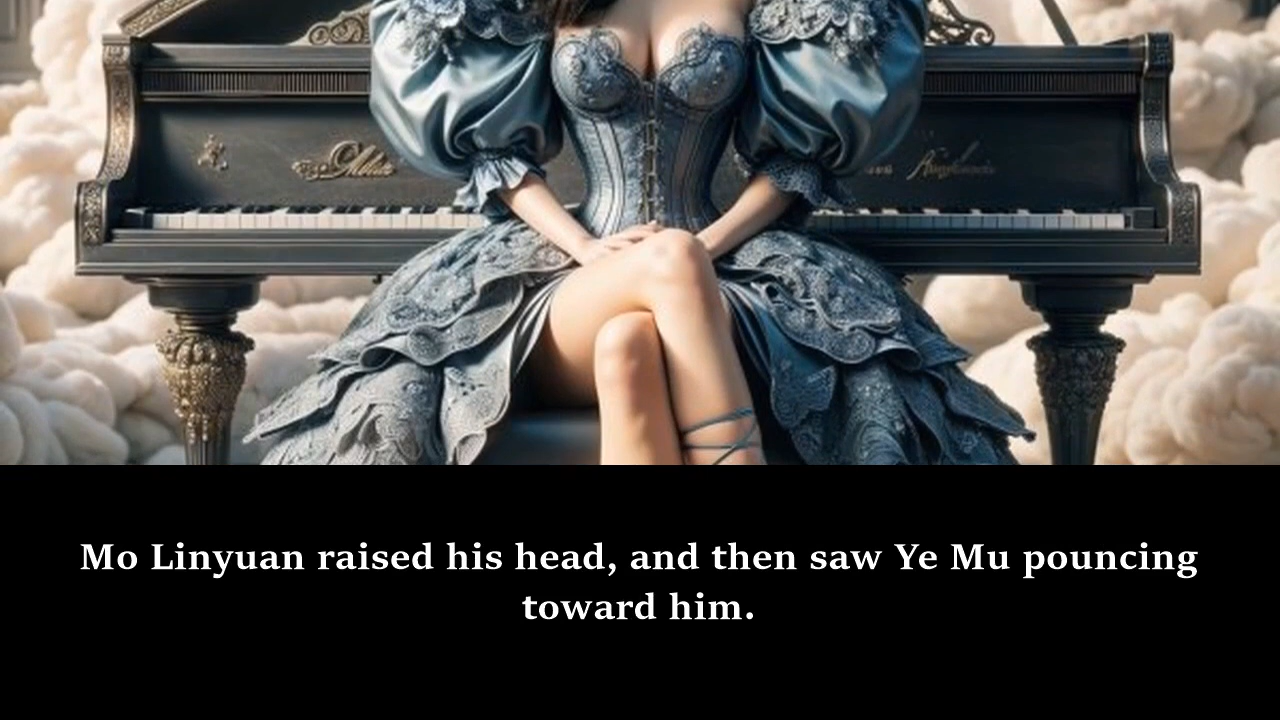 Mo Linyuan raised his head, and then saw Ye Mu pouncing
toward him.